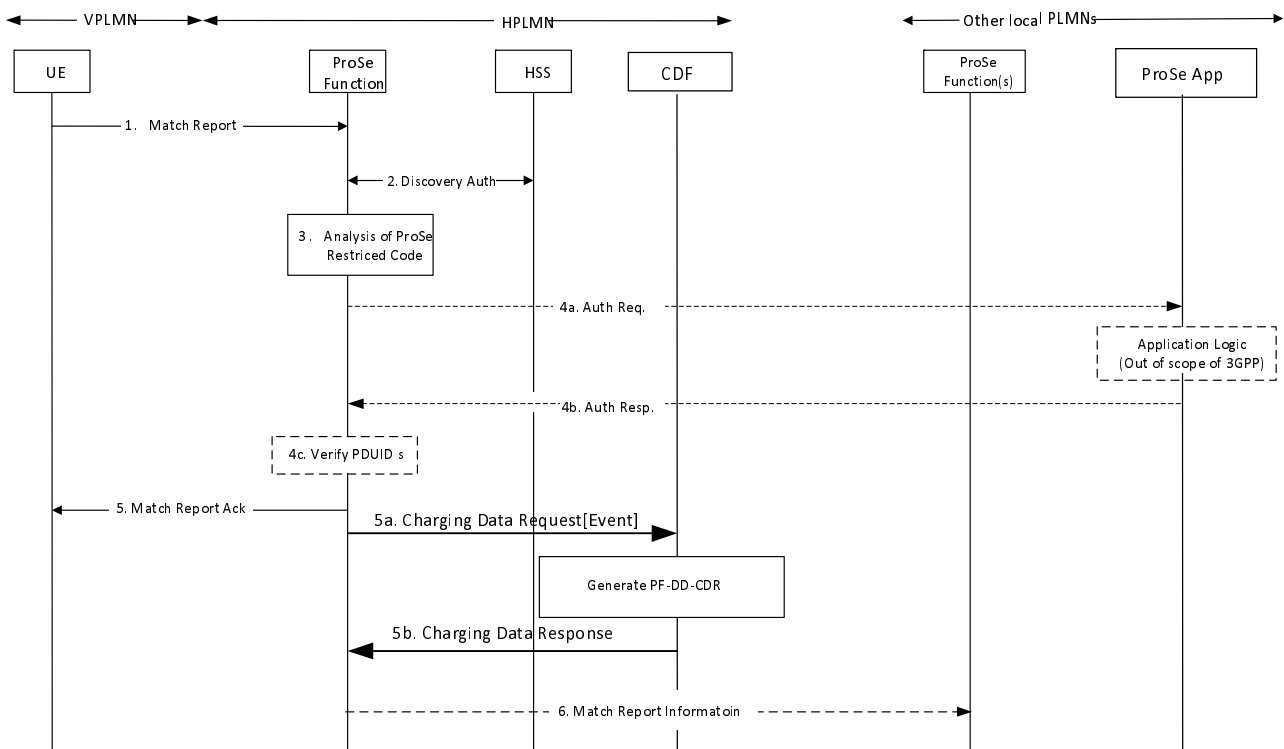 VPLMN
HPLMN
Other local PLMNs
UE
ProSe
Function
HSS
CDF
ProSe
Function(s)
ProSe App
1. Match Report
2. Discovery Auth
3. Analysis of ProSe
Restriced Code
4a. Auth Req.
Application Logic
(Out of scope of 3GPP)
4b. Auth Resp.
4c. Verify PDUID s
5. Match Report Ack
5a. Charging Data Request[Event]
Generate PF-DD-CDR
5b. Charging Data Response
6. Match Report Informatoin